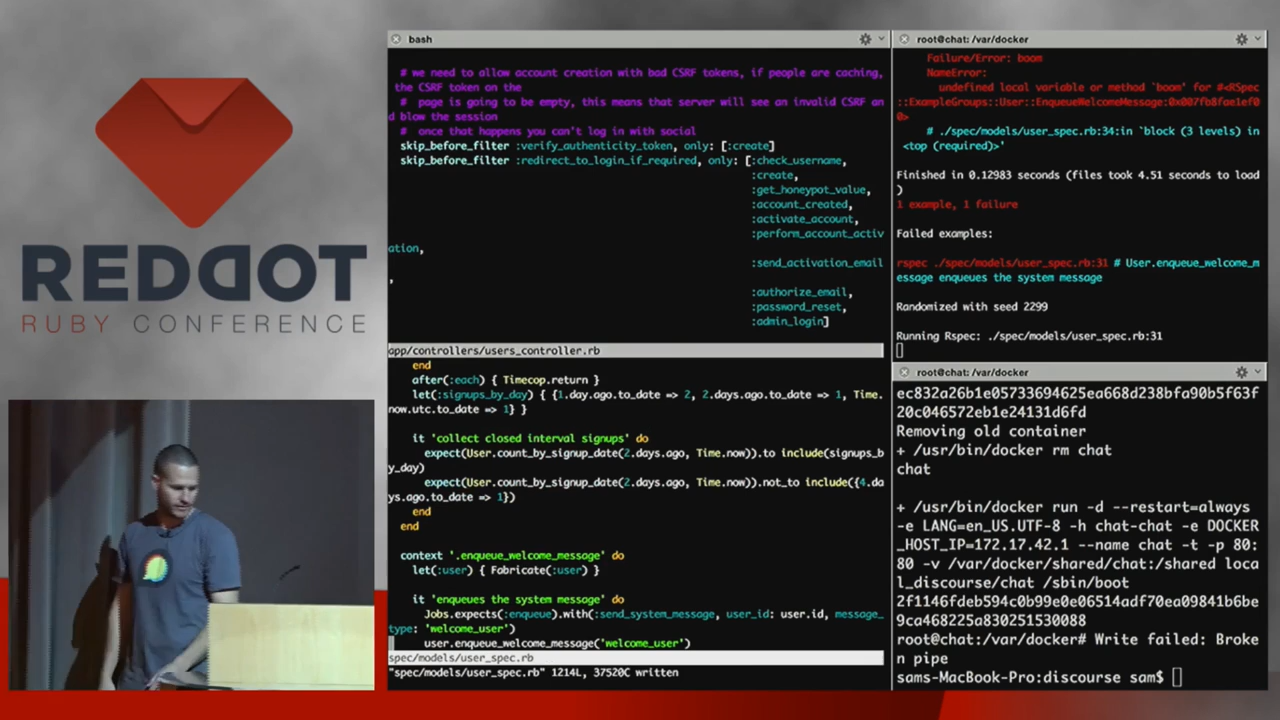 REDDOT
RUBY CONFERENCE
bash
# we need to allow account creation with bad CSRF tokens, if people are caching,
the CSRF token on the
# page is going to be empty, this means that server will see an invalid CSRF an
d blow the session
# once that happens you can't log in with social
skip_before_filter :verify_authenticity_token, only: [:create]
skip_before_filter :redirect_to_login_if_required, only: [:check_username,
:create,
:get_honeypot_value,
:account_created,
:activate_account,
:perform_account_activ
ation,
:send_activation_email
,
:authorize_email,
:password_reset,
:admin_login]
app/controllers/users_controller.rb
end
after(:each) { Timecop.return }
let(:signups_by_day) { {1.day.ago.to_date => 2, 2.days.ago.to_date => 1, Time.
now.utc.to_date => 1} }
it 'collect closed interval signups' do
expect(User.count_by_signup_date(2.days.ago, Time.now)).to include(signups_b
y_day)
expect(User.count_by_signup_date(2.days.ago, Time.now)).not_to include({4.da
ys.ago.to_date => 1})
end
end
context '.enqueue_welcome_message' do
let(:user) { Fabricate(:user) }
it 'enqueues the system message' do
Jobs.expects(:enqueue).with(:send_system_message, user_id: user.id, message_
type: 'welcome_user')
user.enqueue_welcome_message('welcome_user')
spec/models/user_spec.rb
"spec/models/user_spec.rb" 1214L, 37520C written
root@chat: /var/docker
Failure/Error: boom
NameError:
undefined local variable or method `boom' for #<RSpec
::ExampleGroups::User::EnqueueWelcomeMessage:0x007fb8fae1ef0
0>
# ./spec/models/user_spec.rb:34:in `block (3 levels) in
<top (required)>'
Finished in 0.12983 seconds (files took 4.51 seconds to load
)
1 example, 1 failure
Failed examples:
rspec ./spec/models/user_spec.rb:31 # User.enqueue_welcome_m
essage enqueues the system message
Randomized with seed 2299
Running Rspec: ./spec/models/user_spec.rb:31
root@chat: /var/docker
ec832a26b1e05733694625ea668d238bfa90b5f63f
20c046572eb1e24131d6fd
Removing old container
+ /usr/bin/docker rm chat
chat
+ /usr/bin/docker run -d --restart=always
-e LANG=en_US.UTF-8 -h chat-chat -e DOCKER
_HOST_IP=172.17.42.1 --name chat -t -p 80:
80 -v /var/docker/shared/chat:/shared loca
l_discourse/chat /sbin/boot
2f1146fdeb594c0b99e0e06514adf70ea09841b6be
9ca468225a830251530088
root@chat:/var/docker# Write failed: Broke
n pipe
sams-MacBook-Pro:discourse sam$